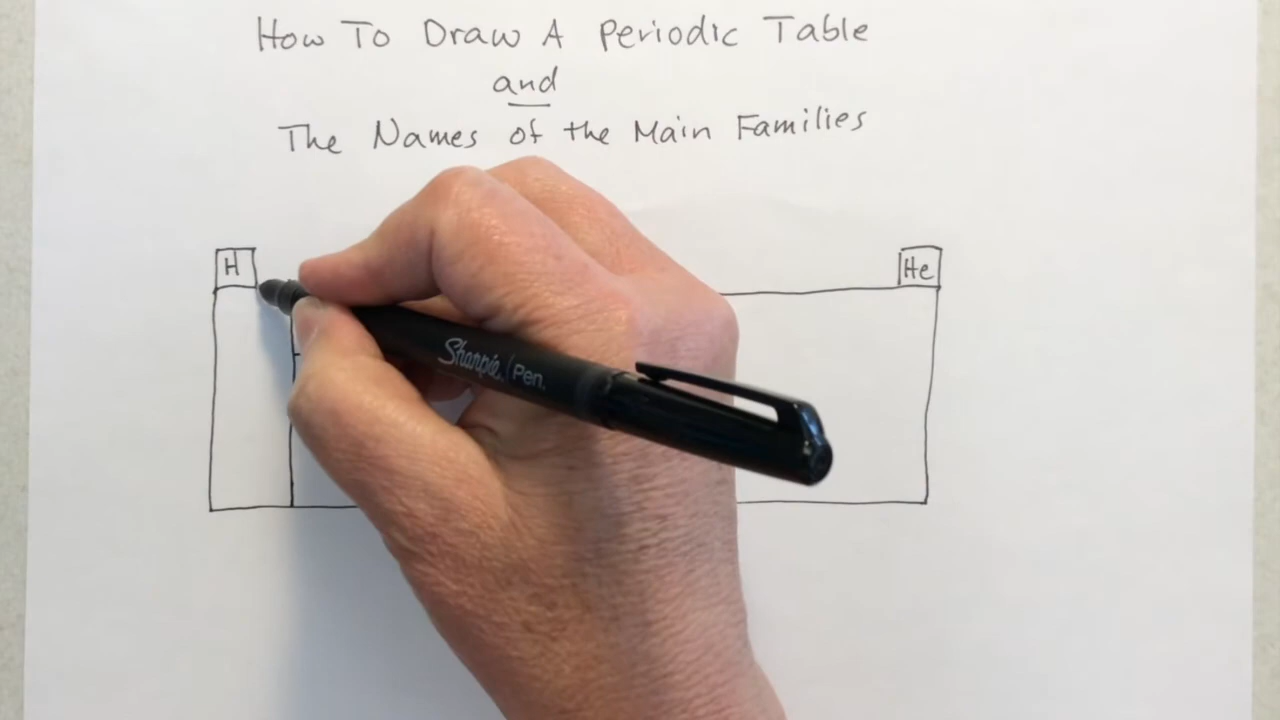 How To Draw A Periodic Table
and
The Names of the Main Families
H
He
Sharpie. Pen.